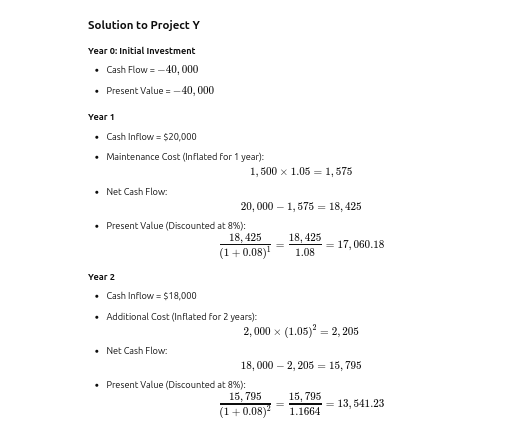 Solution to Project Y
Year 0: Initial Investment
• Cash Flow = −40,000
• Present Value = −40,000
Year 1
• Cash Inflow = $20,000
• Maintenance Cost (Inflated for 1 year):
1,500 × 1.05 = 1,575
• Net Cash Flow:
20,000 − 1,575 = 18,425
• Present Value (Discounted at 8%):
18,425 / (1 + 0.08)^1 = 18,425 / 1.08 = 17,060.18
Year 2
• Cash Inflow = $18,000
• Additional Cost (Inflated for 2 years):
2,000 × (1.05)^2 = 2,205
• Net Cash Flow:
18,000 − 2,205 = 15,795
• Present Value (Discounted at 8%):
15,795 / (1 + 0.08)^2 = 15,795 / 1.1664 = 13,541.23